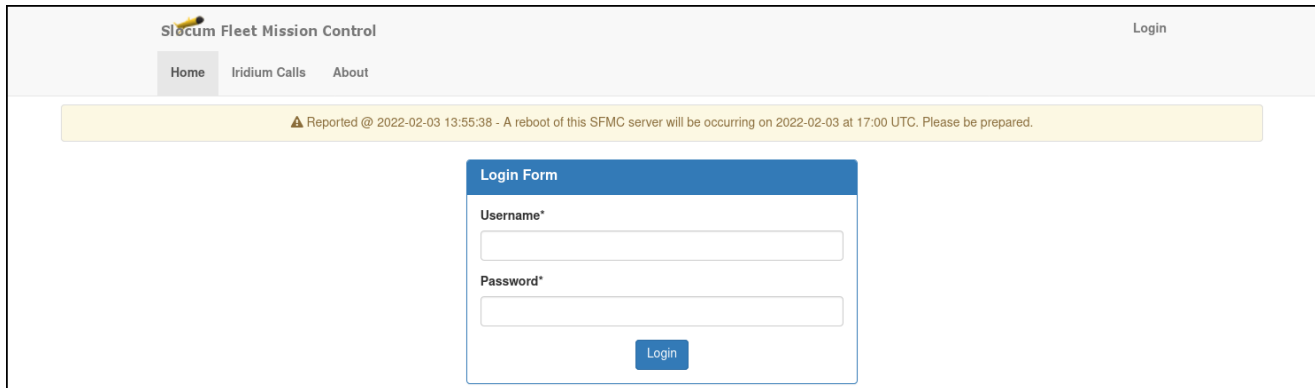 Slocum Fleet Mission Control
Login
Home Iridium Calls About
Reported @ 2022-02-03 13:55:38 - A reboot of this SFMC server will be occurring on 2022-02-03 at 17:00 UTC. Please be prepared.
Login Form
Username*
Password*
Login